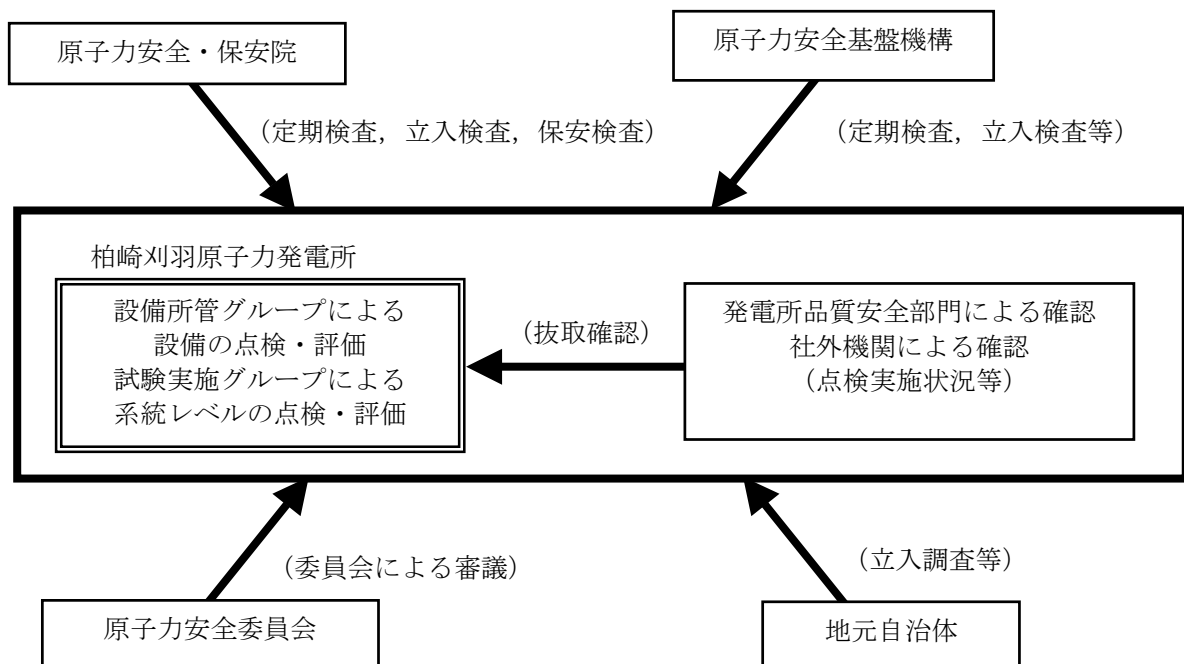 原子力安全・保安院
原子力安全基盤機構
（定期検査，立入検査，保安検査）
（定期検査，立入検査等）
柏崎刈羽原子力発電所
設備所管グループによる
設備の点検・評価
試験実施グループによる
系統レベルの点検・評価
（抜取確認）
発電所品質安全部門による確認
社外機関による確認
（点検実施状況等）
（委員会による審議）
（立入調査等）
原子力安全委員会
地元自治体